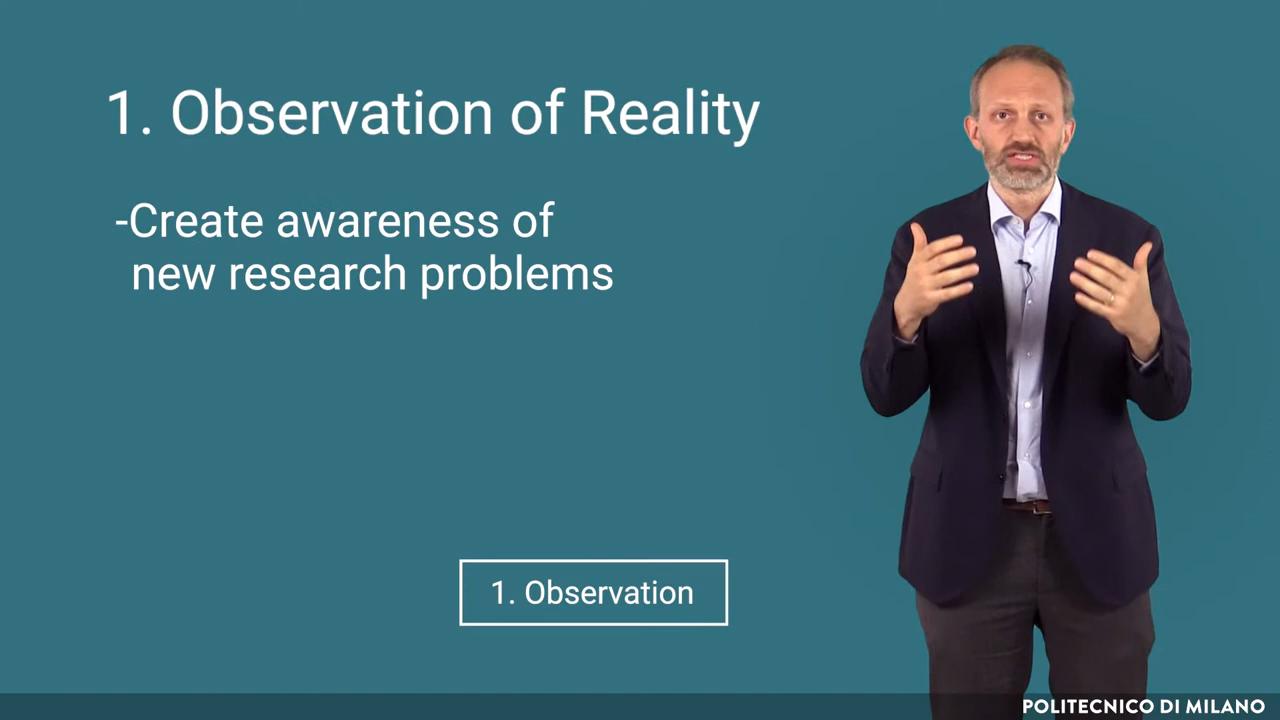 1. Observation of Reality
-Create awareness of
new research problems
1. Observation
POLITECNICO DI MILANO